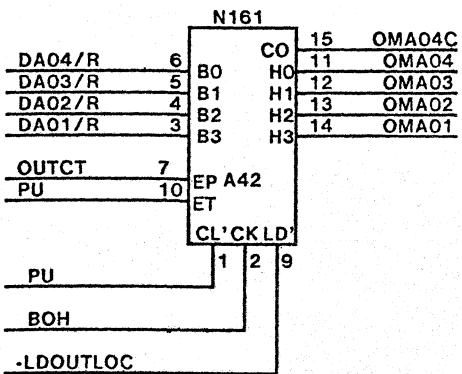 N161
CO 15 OMA04C
DA04/R 6 B0 H0 11 OMA04
DA03/R 5 B1 H1 12 OMA03
DA02/R 4 B2 H2 13 OMA02
DA01/R 3 B3 H3 14 OMA01
OUTCT 7 EP A42
PU 10 ET
CL' CK LD'
1 2 9
PU
BOH
-LDOUTLOC